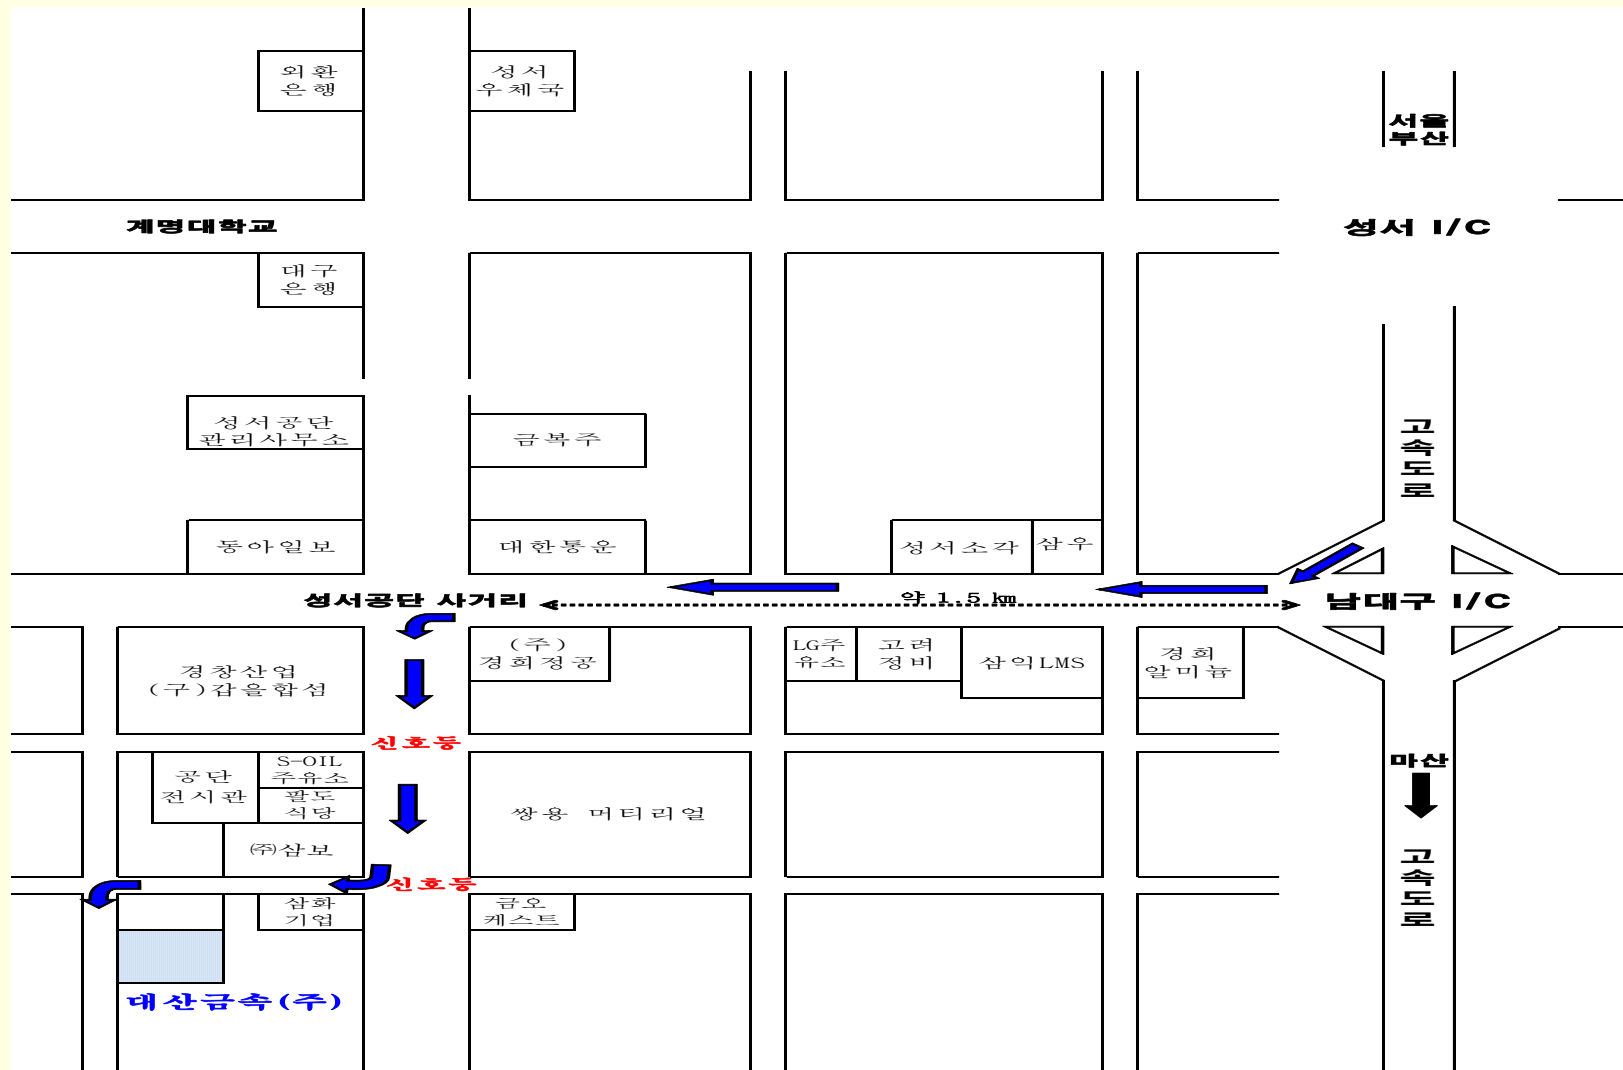 외환
은행
성서
우체국
서울
부산
계명대학교
성서 I/C
대구
은행
성서공단
관리사무소
금복주
고
속
도
로
동아일보
대한통운
성서소각
삼우
성서공단 사거리
약 1.5 km
남대구 I/C
경창산업
(구)갑을합섬
(주)
경희정공
LG주
유소
고려
정비
삼익LMS
경희
알미늄
신호등
공단
전시관
S-OIL
주유소
팔도
식당
쌍용 머티리얼
마산
㈜삼보
고
속
도
로
신호등
삼화
기업
금오
케스트
대산금속(주)